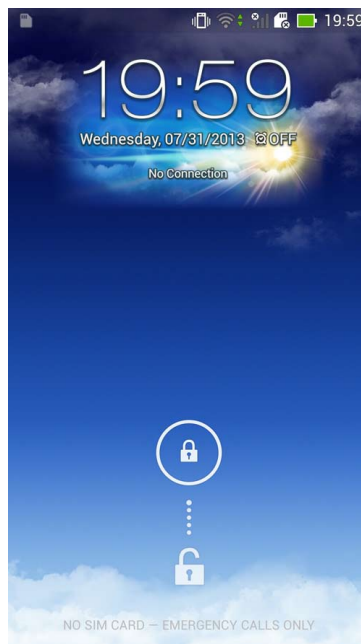 19:59
19:59
Wednesday, 07/31/2013 OFF
No Connection
NO SIM CARD — EMERGENCY CALLS ONLY